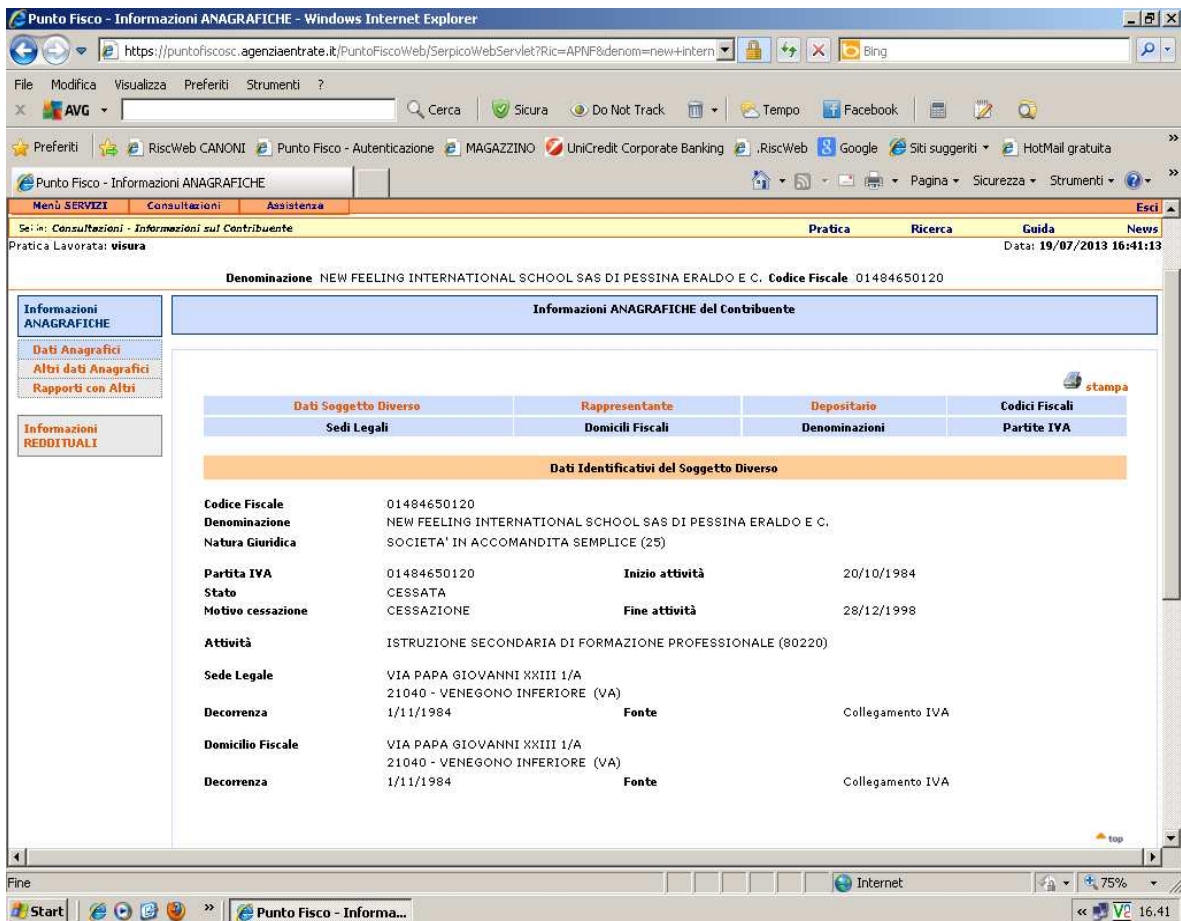 Punto Fisco - Informazioni ANAGRAFICHE - Windows Internet Explorer
https://puntofiscosc.agenziaentrate.it/PuntoFiscoWeb/SerpicoWebServlet?Ric=APNF&denom=new+intern
Bing
File Modifica Visualizza Preferiti Strumenti ?
AVG Cerca Sicura Do Not Track Tempo Facebook
Preferiti RiscWeb CANONI Punto Fisco - Autenticazione MAGAZZINO UniCredit Corporate Banking .RiscWeb Google Siti suggeriti HotMail gratuita
Punto Fisco - Informazioni ANAGRAFICHE Pagina Sicurezza Strumenti
Menù SERVIZI Consultazioni Assistenza Esci
Sei in: Consultazioni - Informazioni sul Contribuente Pratica Ricerca Guida News
Pratica Lavorata: visura Data: 19/07/2013 16:41:13
Denominazione NEW FEELING INTERNATIONAL SCHOOL SAS DI PESSINA ERALDO E C. Codice Fiscale 01484650120
Informazioni ANAGRAFICHE
Dati Anagrafici
Altri dati Anagrafici
Rapporti con Altri
Informazioni REDDITUALI
Informazioni ANAGRAFICHE del Contribuente
stampa
Dati Soggetto Diverso Rappresentante Depositario Codici Fiscali
Sedi Legali Domicili Fiscali Denominazioni Partite IVA
Dati Identificativi del Soggetto Diverso
Codice Fiscale 01484650120
Denominazione NEW FEELING INTERNATIONAL SCHOOL SAS DI PESSINA ERALDO E C.
Natura Giuridica SOCIETA' IN ACCOMANDITA SEMPLICE (25)
Partita IVA 01484650120 Inizio attività 20/10/1984
Stato CESSATA
Motivo cessazione CESSAZIONE Fine attività 28/12/1998
Attività ISTRUZIONE SECONDARIA DI FORMAZIONE PROFESSIONALE (80220)
Sede Legale VIA PAPA GIOVANNI XXIII 1/A
21040 - VENEGONO INFERIORE (VA)
Decorrenza 1/11/1984 Fonte Collegamento IVA
Domicilio Fiscale VIA PAPA GIOVANNI XXIII 1/A
21040 - VENEGONO INFERIORE (VA)
Decorrenza 1/11/1984 Fonte Collegamento IVA
top
Fine Internet 75%
Start Punto Fisco - Informa... 16.41